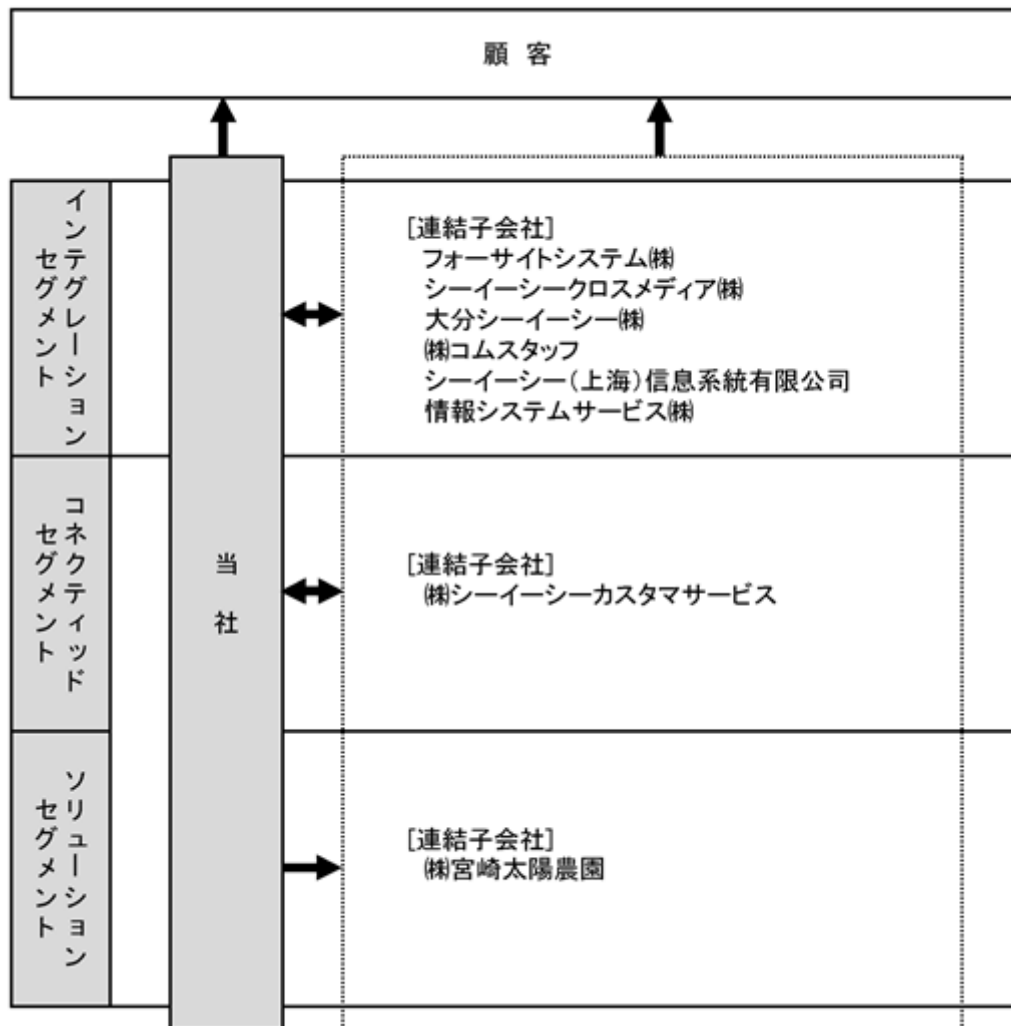 顧 客
インテグレーション
セグメント
[連結子会社]
フォーサイトシステム㈱
シーイーシークロスメディア㈱
大分シーイーシー㈱
㈱コムスタッフ
シーイーシー(上海)信息系統有限公司
情報システムサービス㈱
コネクティッド
セグメント
当社
[連結子会社]
㈱シーイーシーカスタマサービス
ソリューション
セグメント
[連結子会社]
㈱宮崎太陽農園